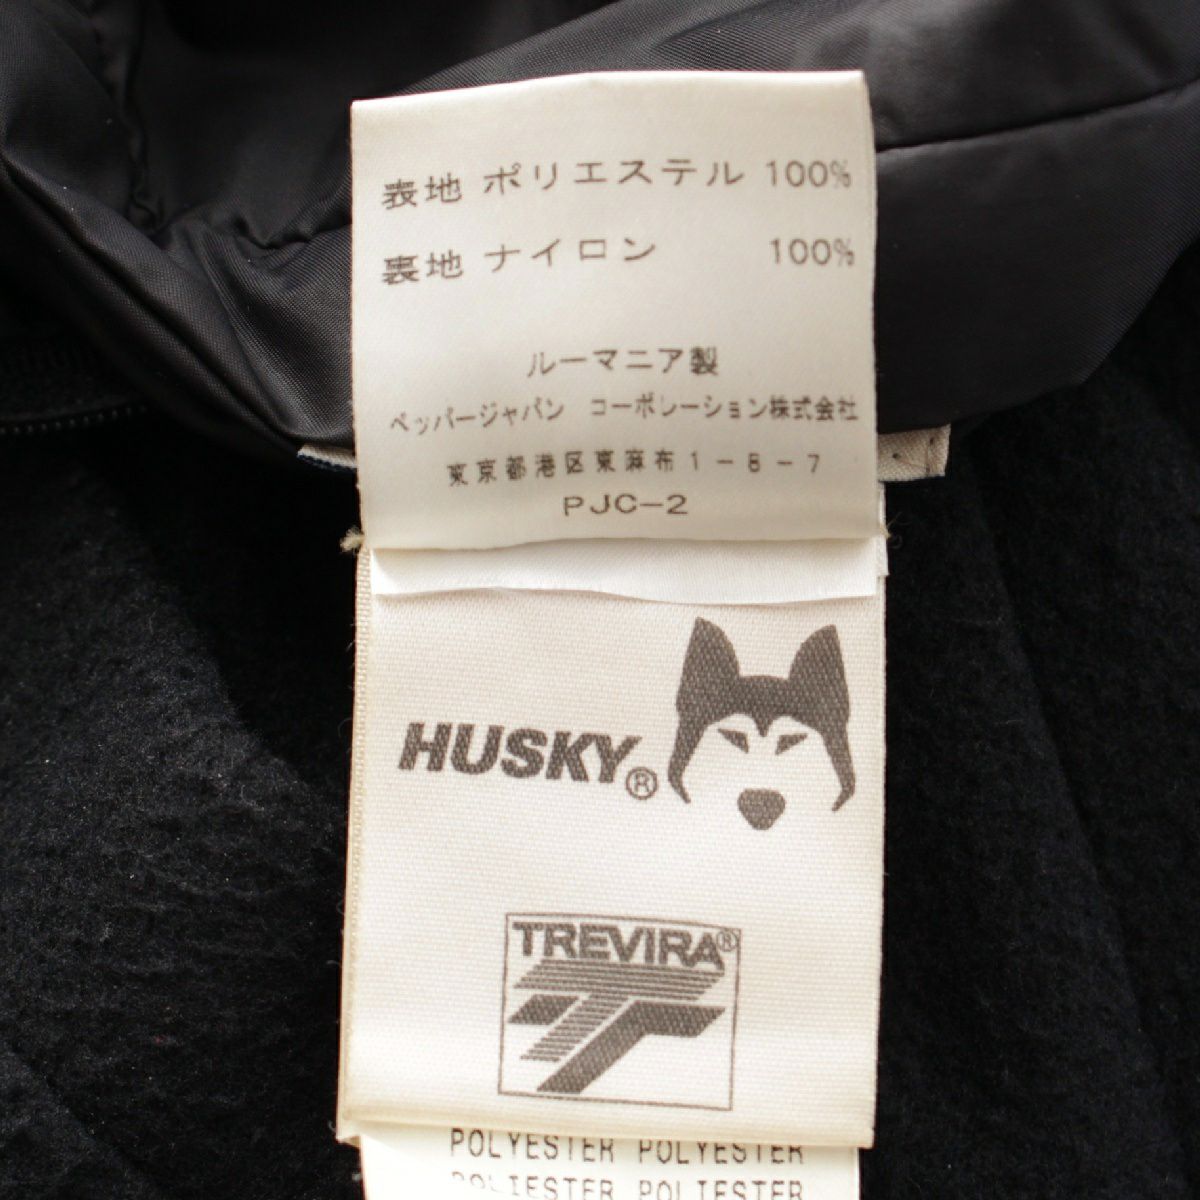 表地 ポリエステル 100%
裏地 ナイロン 100%
ルーマニア製
ペッパージャパン コーポレーション株式会社
東京都港区東麻布1-8-7
PJC-2
HUSKY®
TREVIRA®
POLYESTER POLYESTER
POLIESTER POLIESTER